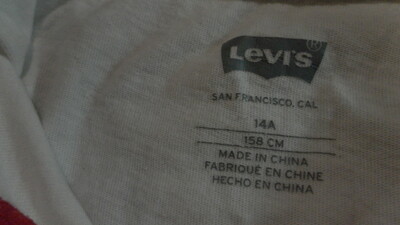 Levi's®
SAN FRANCISCO, CAL
14A
158 CM
MADE IN CHINA
FABRIQUÉ EN CHINE
HECHO EN CHINA